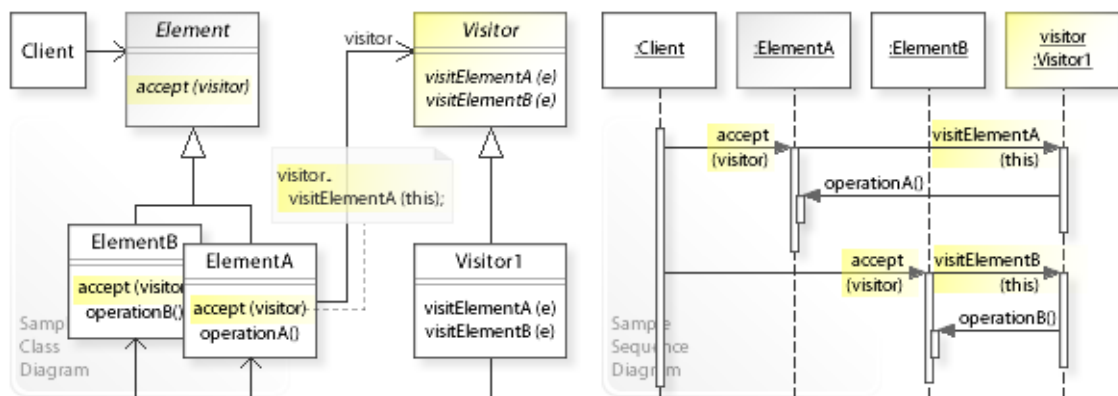 Client
Element
accept (visitor)
visitor
Visitor
visitElementA (e)
visitElementB (e)
visitor.
visitElementA (this);
ElementB
accept (visitor
operationB()
ElementA
accept (visitor)
operationA()
Visitor1
visitElementA (e)
visitElementB (e)
Sample
Class
Diagram
:Client
:ElementA
:ElementB
visitor
:Visitor1
accept
(visitor)
visitElementA
(this)
operationA()
accept
(visitor)
visitElementB
(this)
operationB()
Sample
Sequence
Diagram